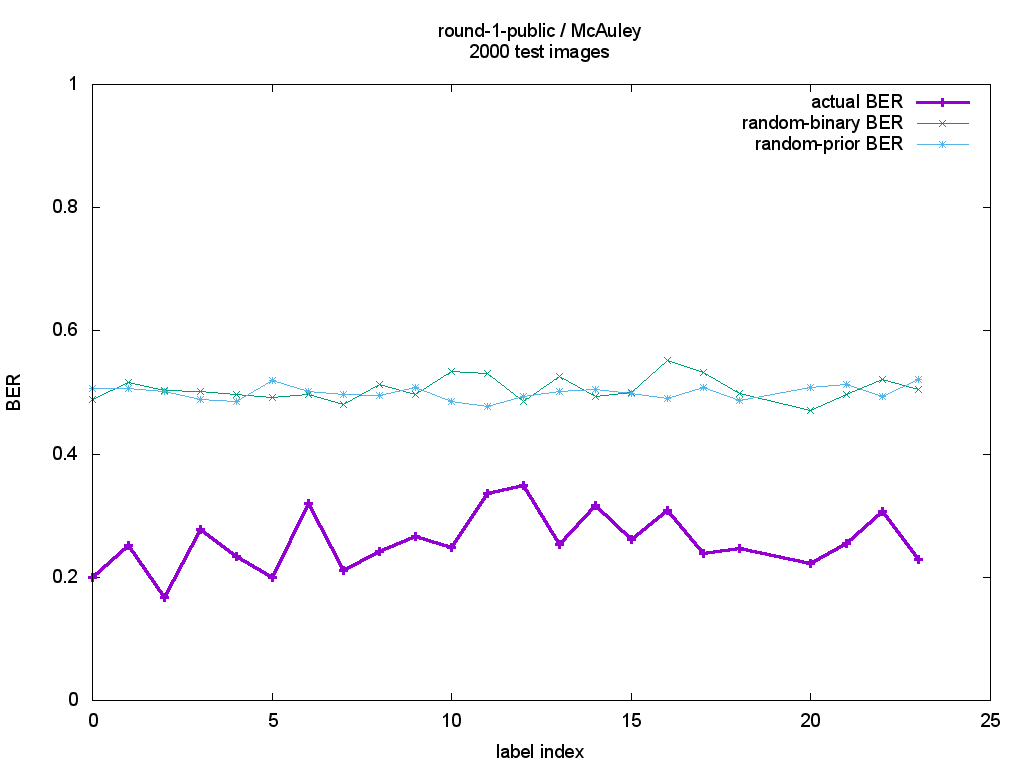 round-1-public / McAuley
2000 test images
actual BER
random-binary BER
random-prior BER
1
0.8
0.6
0.4
0.2
0
BER
0
5
10
15
20
25
label index